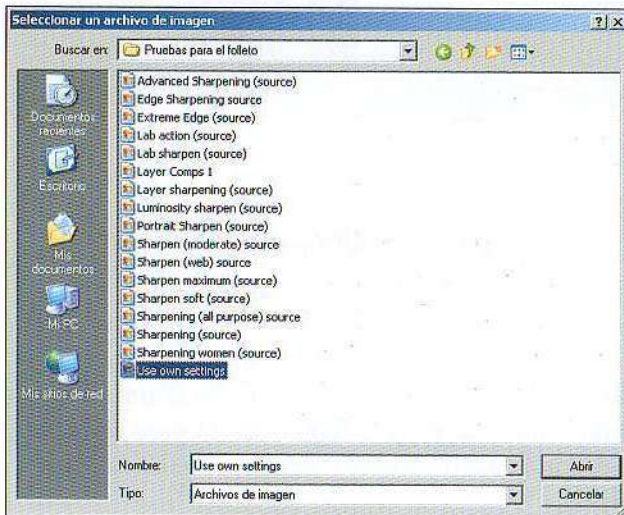 Seleccionar un archivo de imagen
Buscar en: Pruebas para el folleto
Documentos
recientes
Escritorio
Mis
documentos
Mi PC
Mis sitios de red
Advanced Sharpening (source)
Edge Sharpening source
Extreme Edge (source)
Lab action (source)
Lab sharpen (source)
Layer Comps 1
Layer sharpening (source)
Luminosity sharpen (source)
Portrait Sharpen (source)
Sharpen (moderate) source
Sharpen (web) source
Sharpen maximum (source)
Sharpen soft (source)
Sharpening (all purpose) source
Sharpening (source)
Sharpening women (source)
Use own settings
Nombre: Use own settings Abrir
Tipo: Archivos de imagen Cancelar